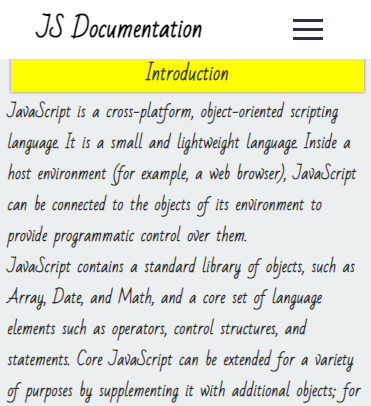 JS Documentation
Introduction
JavaScript is a cross-platform, object-oriented scripting
language. It is a small and lightweight language. Inside a
host environment (for example, a web browser), JavaScript
can be connected to the objects of its environment to
provide programmatic control over them.
JavaScript contains a standard library of objects, such as
Array, Date, and Math, and a core set of language
elements such as operators, control structures, and
statements. Core JavaScript can be extended for a variety
of purposes by supplementing it with additional objects; for